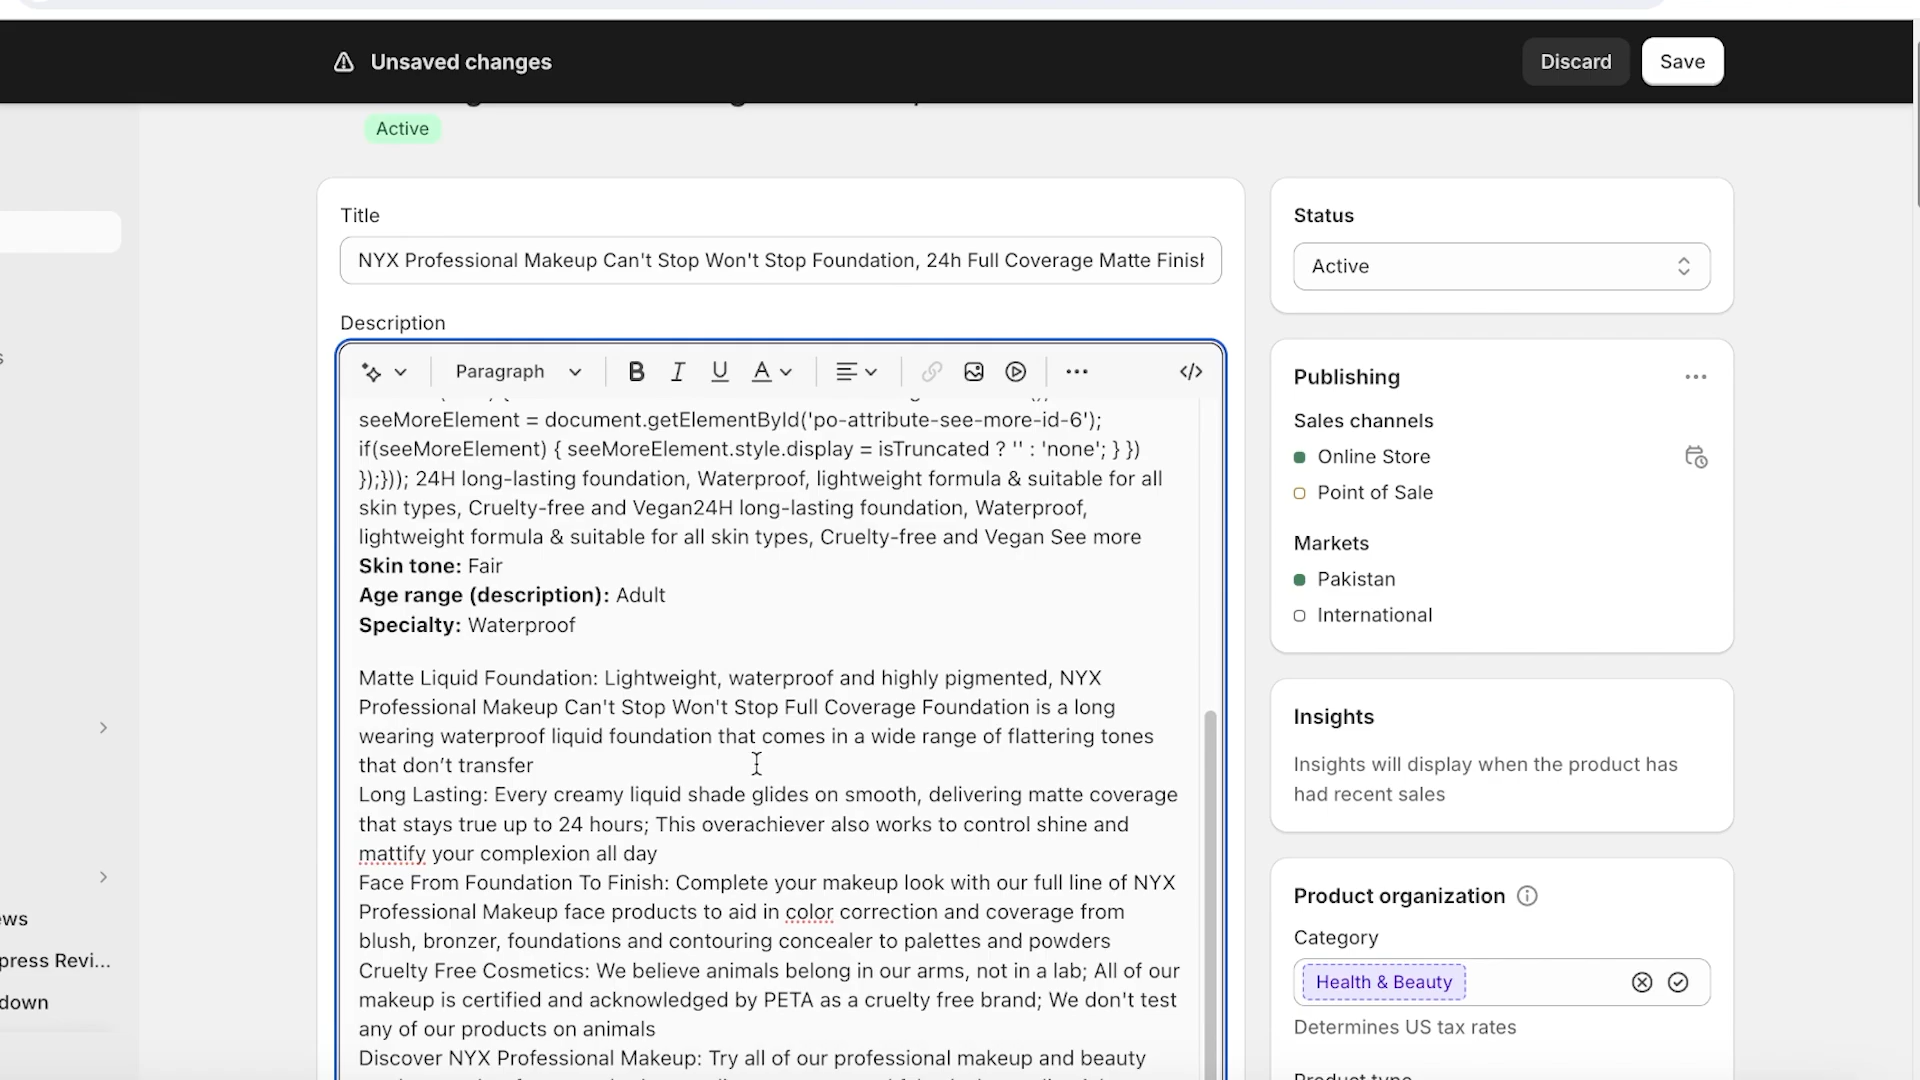 Unsaved changes
Discard
Save
Active
Title
NYX Professional Makeup Can't Stop Won't Stop Foundation, 24h Full Coverage Matte Finish
Description
Paragraph
seeMoreElement = document.getElementById('po-attribute-see-more-id-6');
if(seeMoreElement) { seeMoreElement.style.display = isTruncated ? '' : 'none'; } })
});})); 24H long-lasting foundation, Waterproof, lightweight formula & suitable for all
skin types, Cruelty-free and Vegan24H long-lasting foundation, Waterproof,
lightweight formula & suitable for all skin types, Cruelty-free and Vegan See more
Skin tone: Fair
Age range (description): Adult
Specialty: Waterproof
Matte Liquid Foundation: Lightweight, waterproof and highly pigmented, NYX
Professional Makeup Can't Stop Won't Stop Full Coverage Foundation is a long
wearing waterproof liquid foundation that comes in a wide range of flattering tones
that don’t transfer
Long Lasting: Every creamy liquid shade glides on smooth, delivering matte coverage
that stays true up to 24 hours; This overachiever also works to control shine and
mattify your complexion all day
Face From Foundation To Finish: Complete your makeup look with our full line of NYX
Professional Makeup face products to aid in color correction and coverage from
blush, bronzer, foundations and contouring concealer to palettes and powders
Cruelty Free Cosmetics: We believe animals belong in our arms, not in a lab; All of our
makeup is certified and acknowledged by PETA as a cruelty free brand; We don't test
any of our products on animals
Discover NYX Professional Makeup: Try all of our professional makeup and beauty
Status
Active
Publishing
Sales channels
Online Store
Point of Sale
Markets
Pakistan
International
Insights
Insights will display when the product has
had recent sales
Product organization
Category
Health & Beauty
Determines US tax rates
Product type
s
ews
press Revi...
down